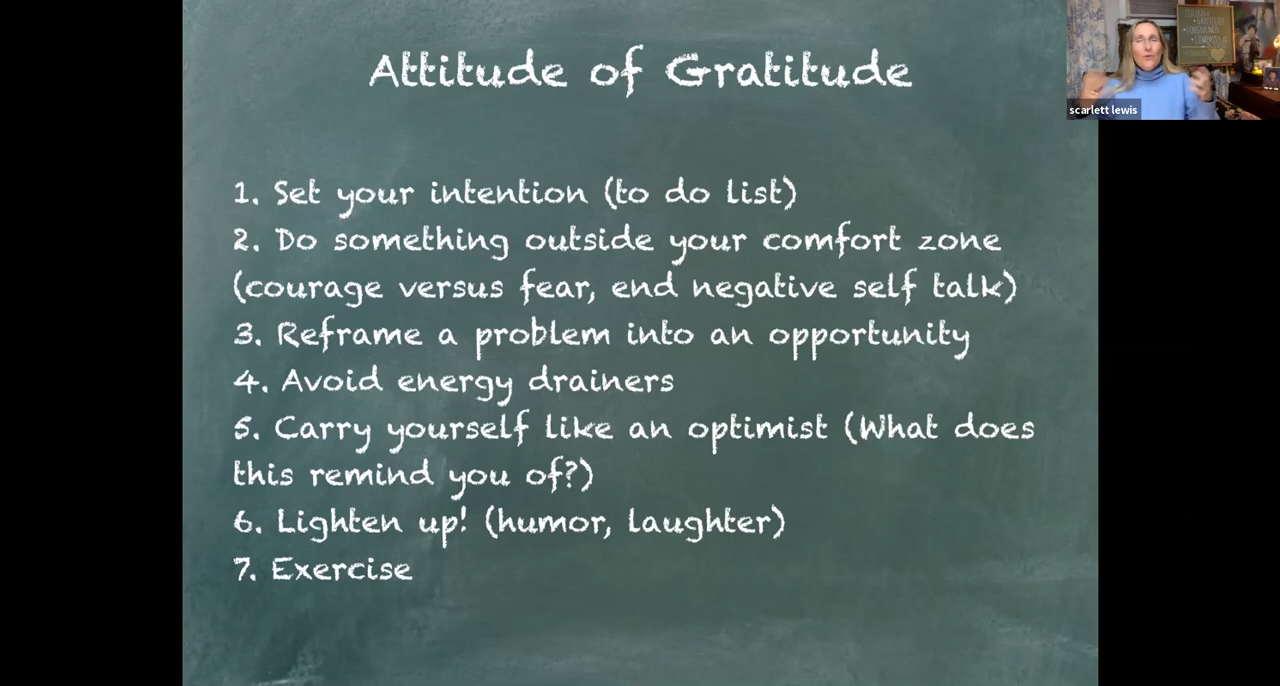 Attitude of Gratitude
1. Set your intention (to do list)
2. Do something outside your comfort zone
(courage versus fear, end negative self talk)
3. Reframe a problem into an opportunity
4. Avoid energy drainers
5. Carry yourself like an optimist (What does
this remind you of?)
6. Lighten up! (humor, laughter)
7. Exercise
scarlett lewis